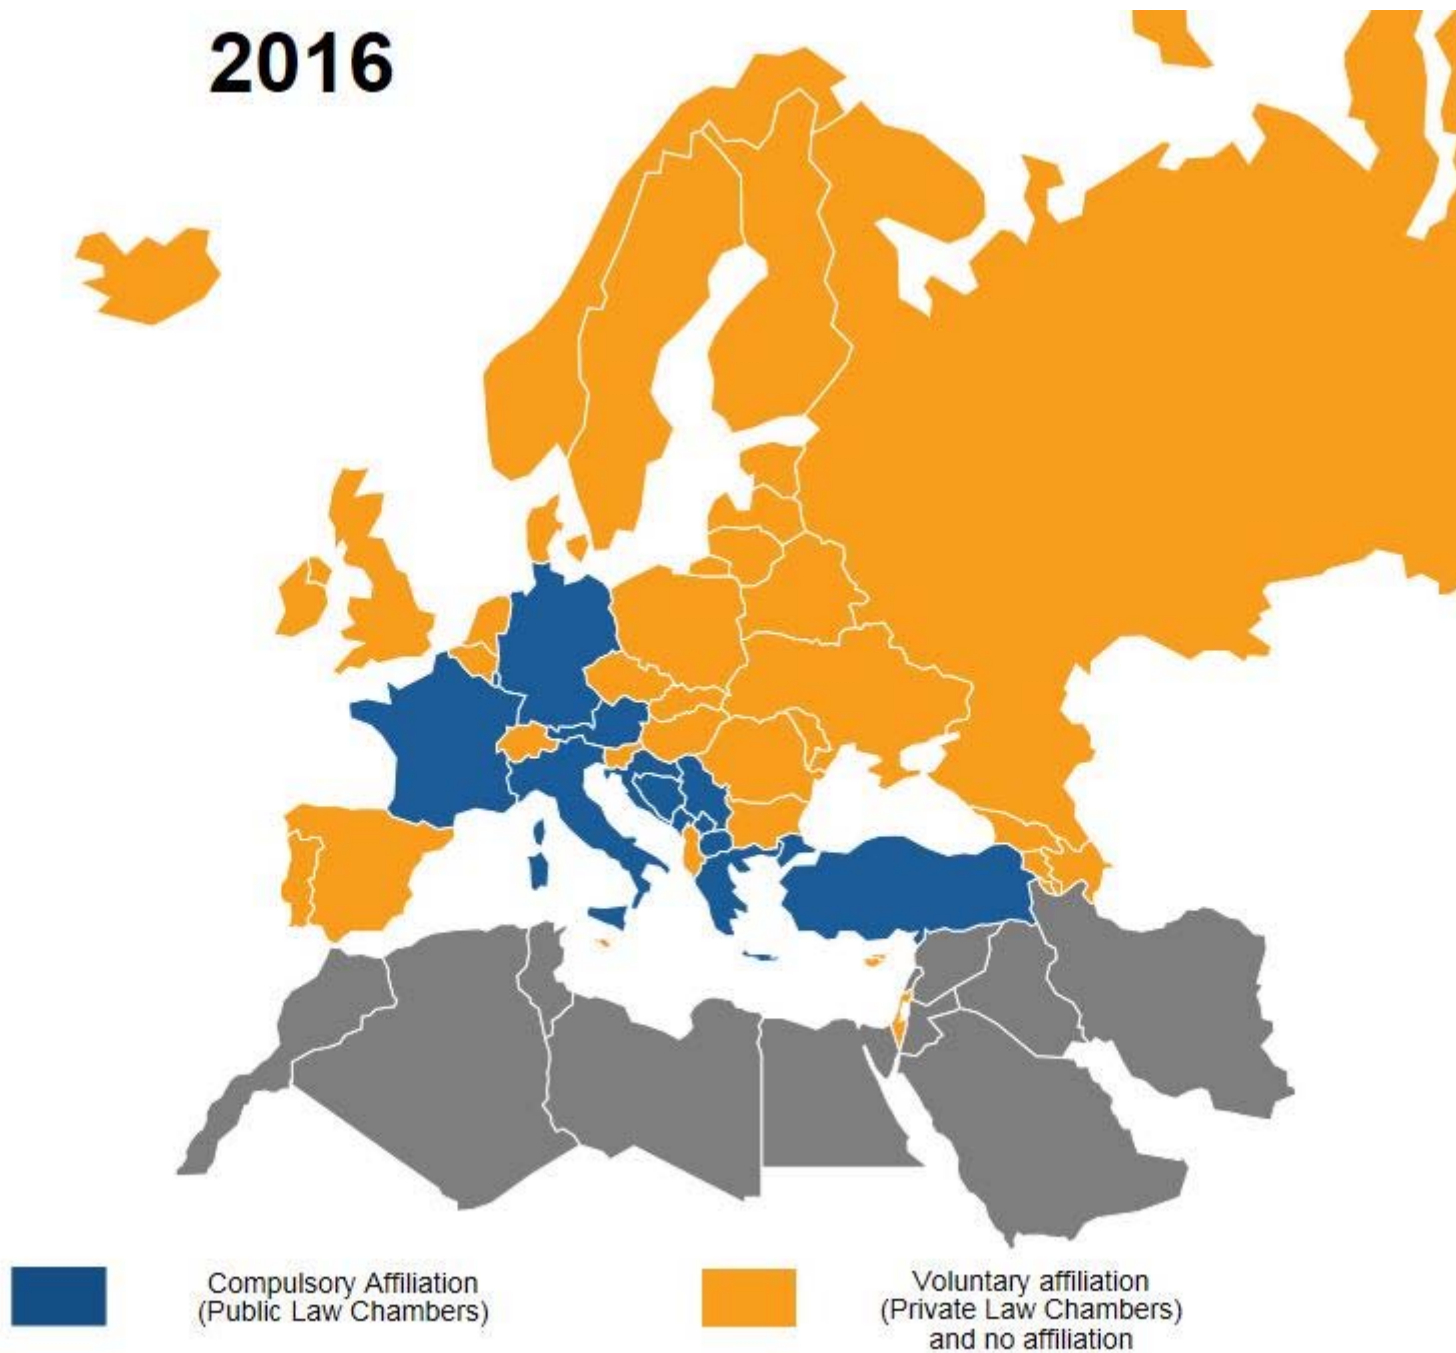 2016
Compulsory Affiliation
(Public Law Chambers)
Voluntary affiliation
(Private Law Chambers)
and no affiliation